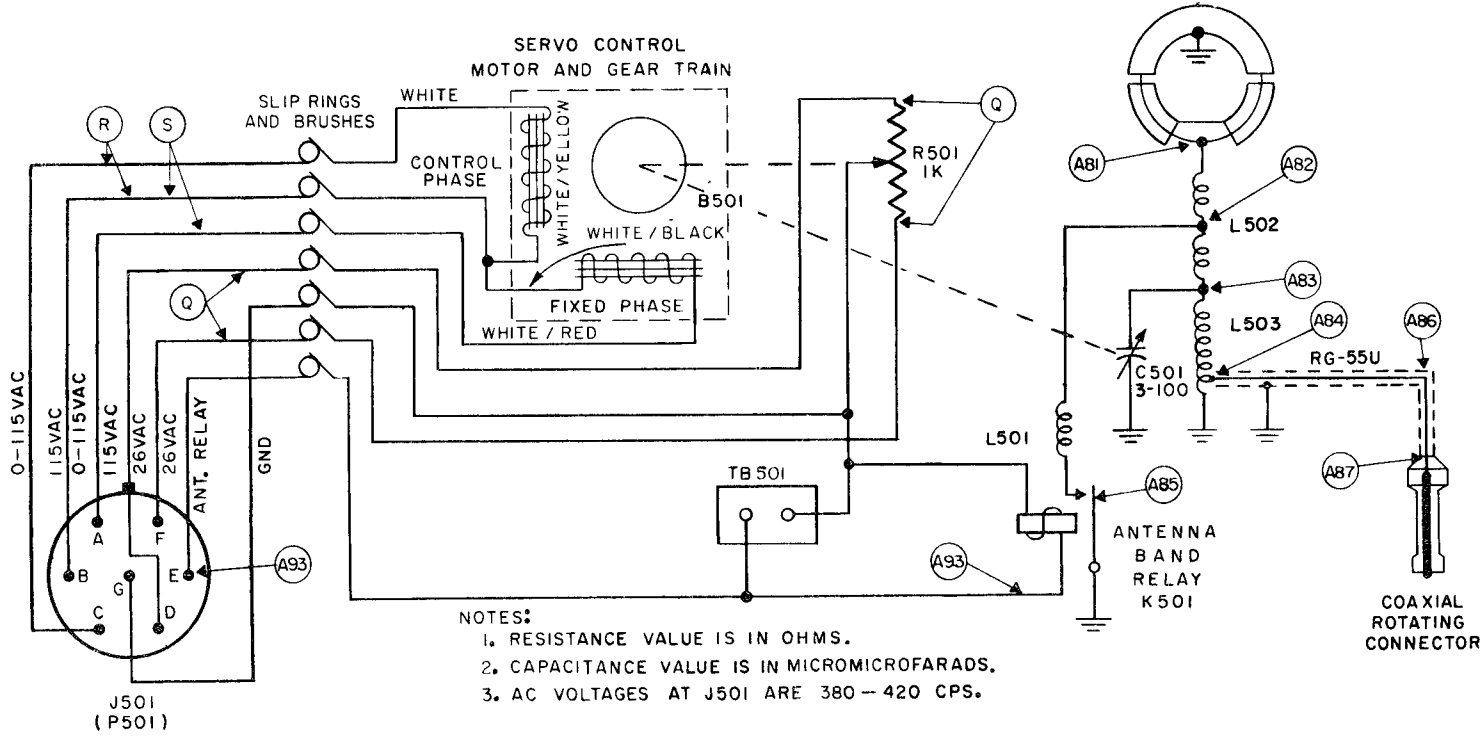 SERVO CONTROL
MOTOR AND GEAR TRAIN
SLIP RINGS
AND BRUSHES
WHITE
R
S
CONTROL
PHASE
WHITE/YELLOW
B501
WHITE/BLACK
FIXED PHASE
WHITE/RED
Q
R501
1K
Q
A81
A82
L502
A83
L503
A84
A86
RG-55U
C501
3-100
L501
A87
A85
TB501
ANTENNA
BAND
RELAY
K501
A93
COAXIAL
ROTATING
CONNECTOR
0-115VAC
115VAC
0-115VAC
115VAC
26VAC
26VAC
ANT. RELAY
GND
A
F
B
G
E
C
D
A93
J501
(P501)
NOTES:
1. RESISTANCE VALUE IS IN OHMS.
2. CAPACITANCE VALUE IS IN MICROMICROFARADS.
3. AC VOLTAGES AT J501 ARE 380-420 CPS.